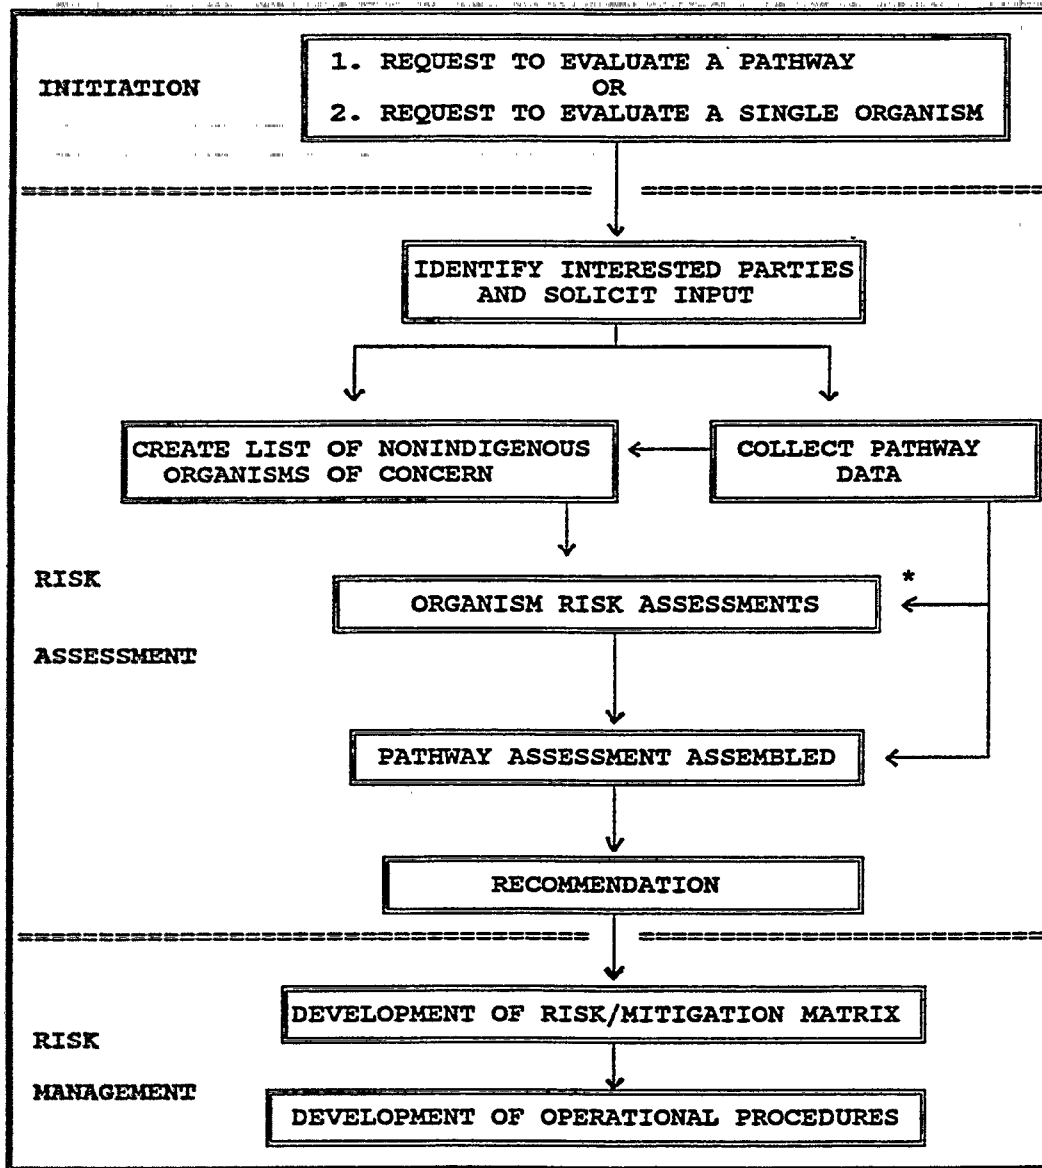 INITIATION
1. REQUEST TO EVALUATE A PATHWAY
OR
2. REQUEST TO EVALUATE A SINGLE ORGANISM
IDENTIFY INTERESTED PARTIES
AND SOLICIT INPUT
CREATE LIST OF NONINDIGENOUS
ORGANISMS OF CONCERN
COLLECT PATHWAY
DATA
RISK
ASSESSMENT
*
ORGANISM RISK ASSESSMENTS
PATHWAY ASSESSMENT ASSEMBLED
RECOMMENDATION
RISK
MANAGEMENT
DEVELOPMENT OF RISK/MITIGATION MATRIX
DEVELOPMENT OF OPERATIONAL PROCEDURES